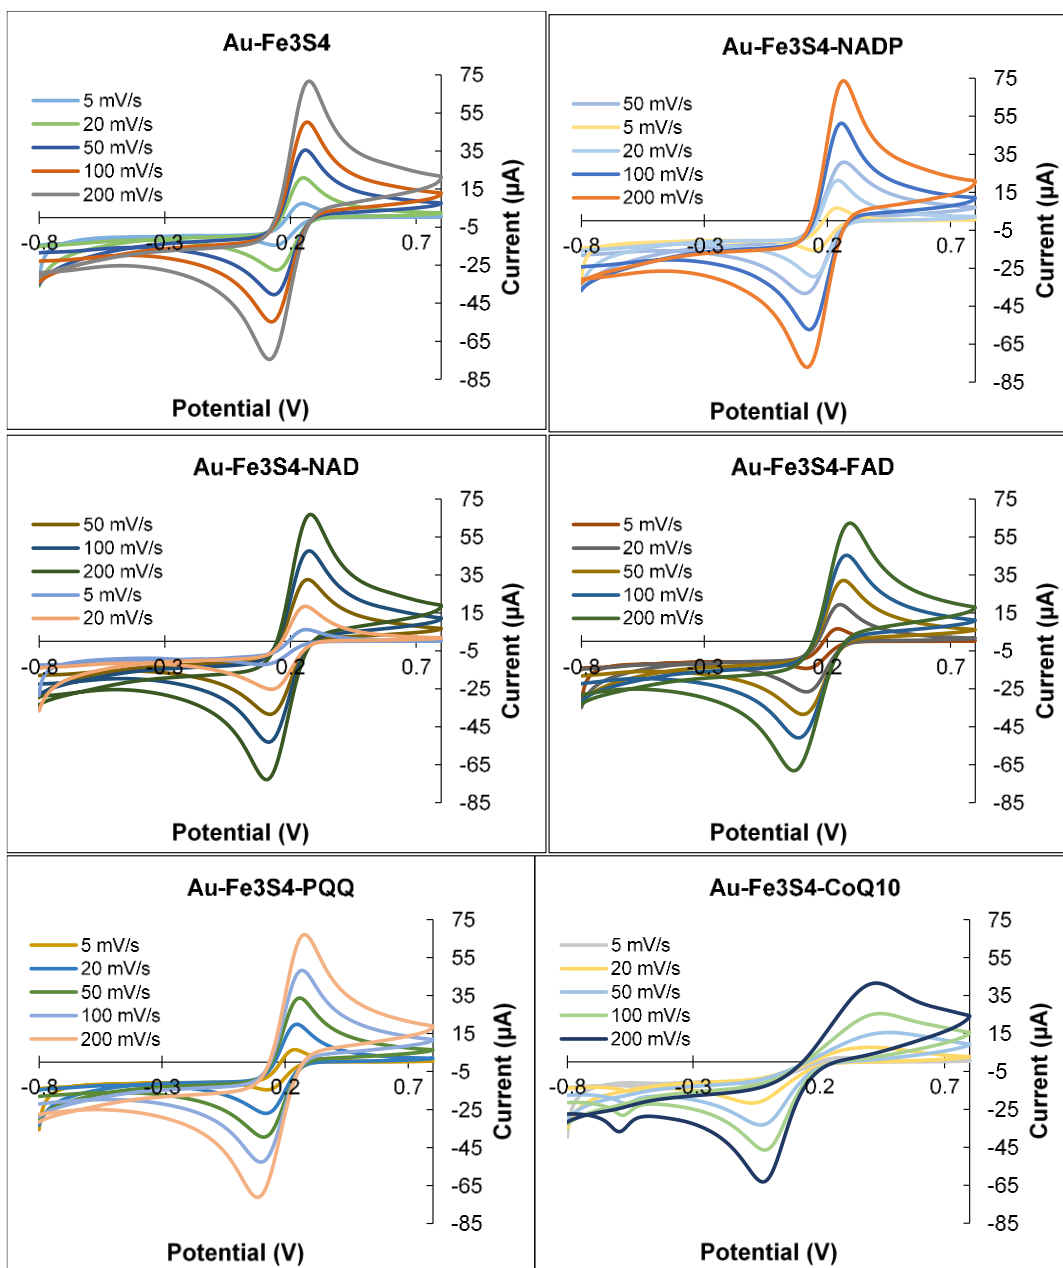 Au-Fe3S4
5 mV/s
20 mV/s
50 mV/s
100 mV/s
200 mV/s
75
55
35
15
-5
-25
-45
-65
-85
-0.8
-0.3
0.2
0.7
Current (µA)
Potential (V)
Au-Fe3S4-NADP
50 mV/s
5 mV/s
20 mV/s
100 mV/s
200 mV/s
75
55
35
15
-5
-25
-45
-65
-85
-0.8
-0.3
0.2
0.7
Current (µA)
Potential (V)
Au-Fe3S4-NAD
50 mV/s
100 mV/s
200 mV/s
5 mV/s
20 mV/s
75
55
35
15
-5
-25
-45
-65
-85
-0.8
-0.3
0.2
0.7
Current (µA)
Potential (V)
Au-Fe3S4-FAD
5 mV/s
20 mV/s
50 mV/s
100 mV/s
200 mV/s
75
55
35
15
-5
-25
-45
-65
-85
-0.8
-0.3
0.2
0.7
Current (µA)
Potential (V)
Au-Fe3S4-PQQ
5 mV/s
20 mV/s
50 mV/s
100 mV/s
200 mV/s
75
55
35
15
-5
-25
-45
-65
-85
-0.8
-0.3
0.2
0.7
Current (µA)
Potential (V)
Au-Fe3S4-CoQ10
5 mV/s
20 mV/s
50 mV/s
100 mV/s
200 mV/s
75
55
35
15
-5
-25
-45
-65
-85
-0.8
-0.3
0.2
0.7
Current (µA)
Potential (V)